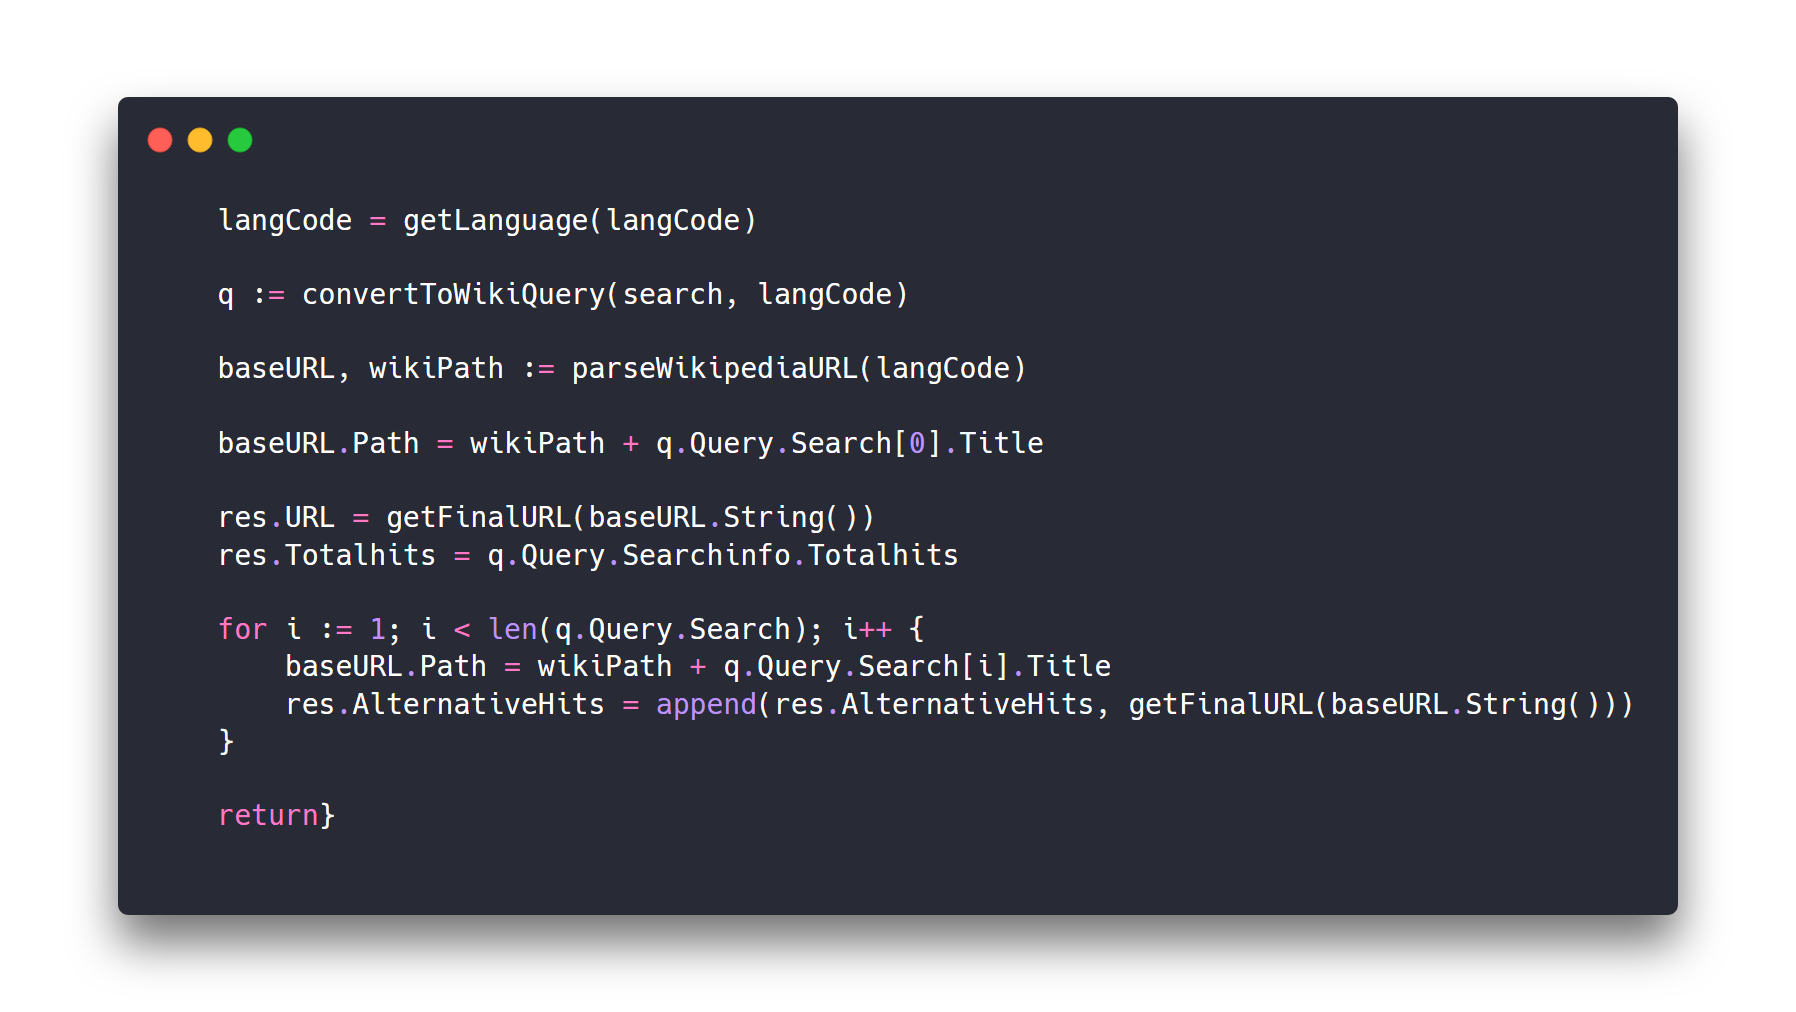 langCode = getLanguage(langCode)
q := convertToWikiQuery(search, langCode)
baseURL, wikiPath := parseWikipediaURL(langCode)
baseURL.Path = wikiPath + q.Query.Search[0].Title
res.URL = getFinalURL(baseURL.String())
res.Totalhits = q.Query.Searchinfo.Totalhits
for i := 1; i < len(q.Query.Search); i++ {
    baseURL.Path = wikiPath + q.Query.Search[i].Title
    res.AlternativeHits = append(res.AlternativeHits, getFinalURL(baseURL.String()))
}
return}